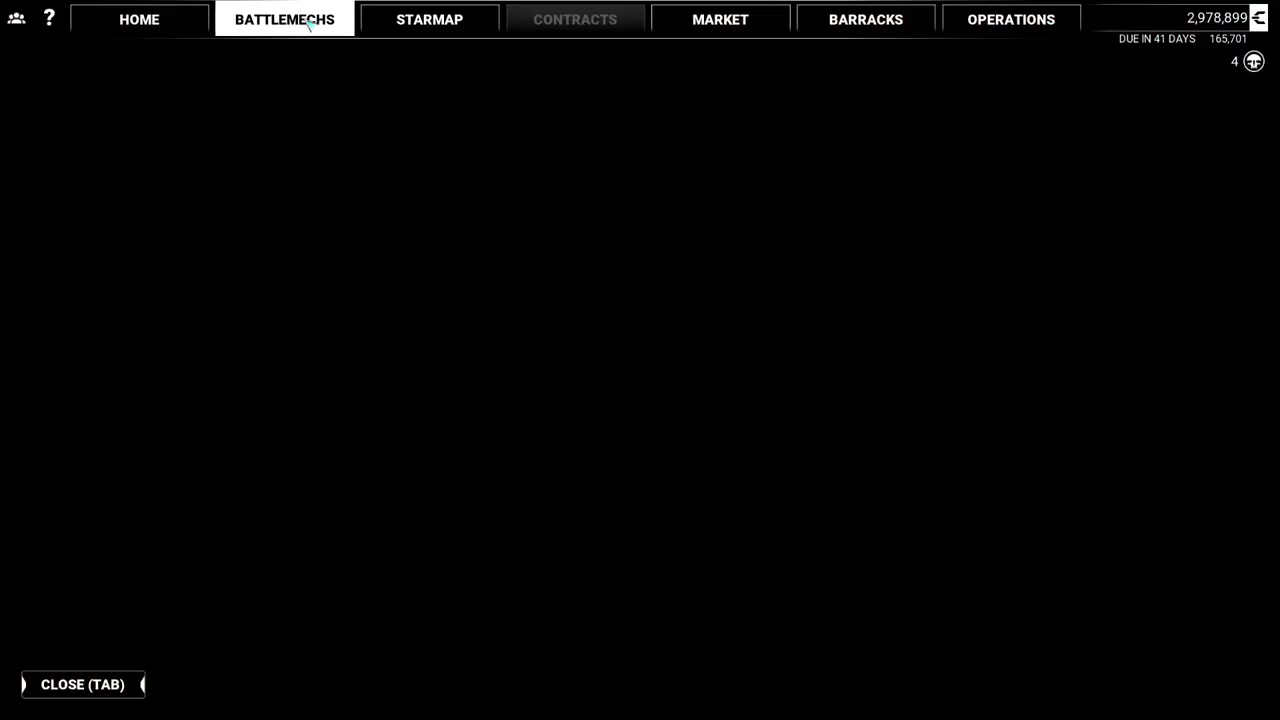 ? HOME BATTLEMECHS STARMAP CONTRACTS MARKET BARRACKS OPERATIONS 2,978,899
DUE IN 41 DAYS 165,701
4
CLOSE (TAB)